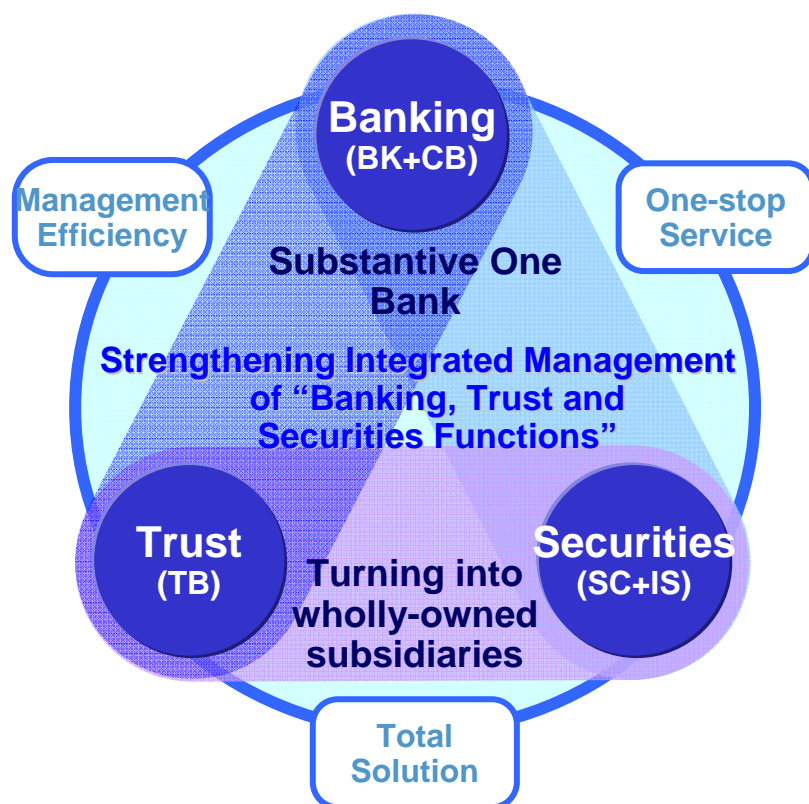 Banking
(BK+CB)
Management
Efficiency
One-stop
Service
Substantive One
Bank
Strengthening Integrated Management
of “Banking, Trust and
Securities Functions”
Trust
(TB)
Securities
(SC+IS)
Turning into
wholly-owned
subsidiaries
Total
Solution